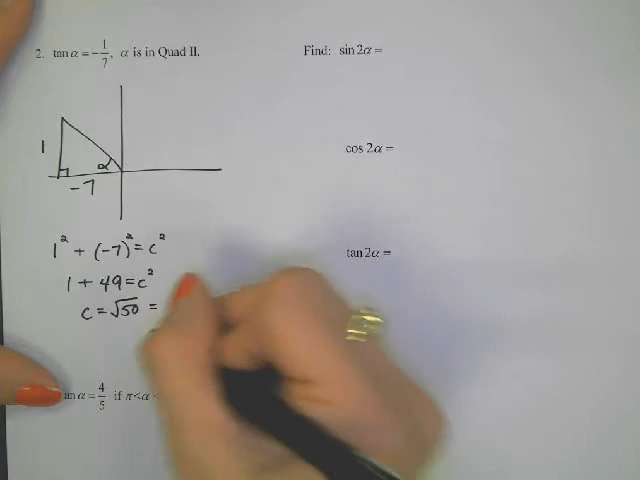 2. tan α = -1/7, α is in Quad II. Find: sin 2α =
1 α
-7
cos 2α =
1² + (-7)² = c²
1 + 49 = c²
c = √50 =
tan 2α =
an α = 4/5 if π < α <